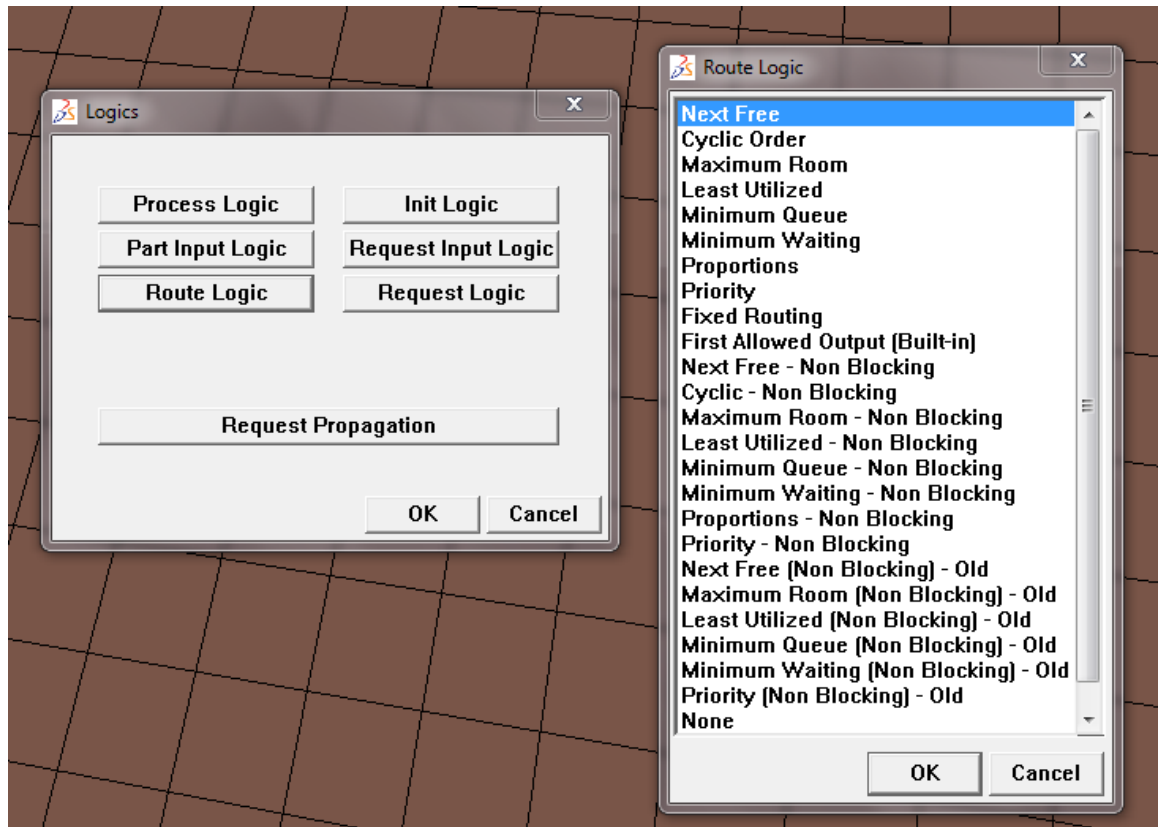 Logics
Process Logic
Init Logic
Part Input Logic
Request Input Logic
Route Logic
Request Logic
Request Propagation
OK
Cancel
Route Logic
Next Free
Cyclic Order
Maximum Room
Least Utilized
Minimum Queue
Minimum Waiting
Proportions
Priority
Fixed Routing
First Allowed Output (Built-in)
Next Free - Non Blocking
Cyclic - Non Blocking
Maximum Room - Non Blocking
Least Utilized - Non Blocking
Minimum Queue - Non Blocking
Minimum Waiting - Non Blocking
Proportions - Non Blocking
Priority - Non Blocking
Next Free (Non Blocking) - Old
Maximum Room (Non Blocking) - Old
Least Utilized (Non Blocking) - Old
Minimum Queue (Non Blocking) - Old
Minimum Waiting (Non Blocking) - Old
Priority (Non Blocking) - Old
None
OK
Cancel